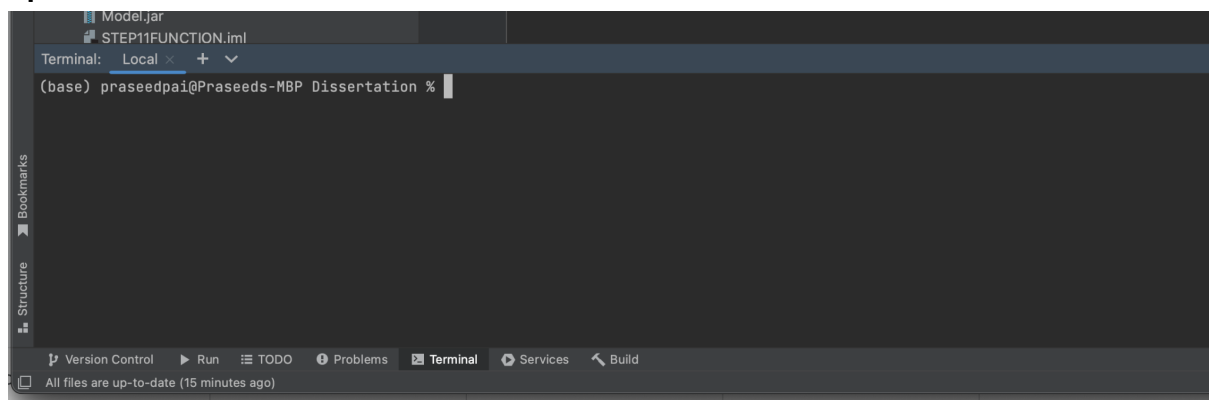 Model.jar
STEP11FUNCTION.iml
Terminal: Local × + 
(base) praseedpai@Praseeds-MBP Dissertation %
Bookmarks
Structure
Version Control Run TODO Problems Terminal Services Build
All files are up-to-date (15 minutes ago)